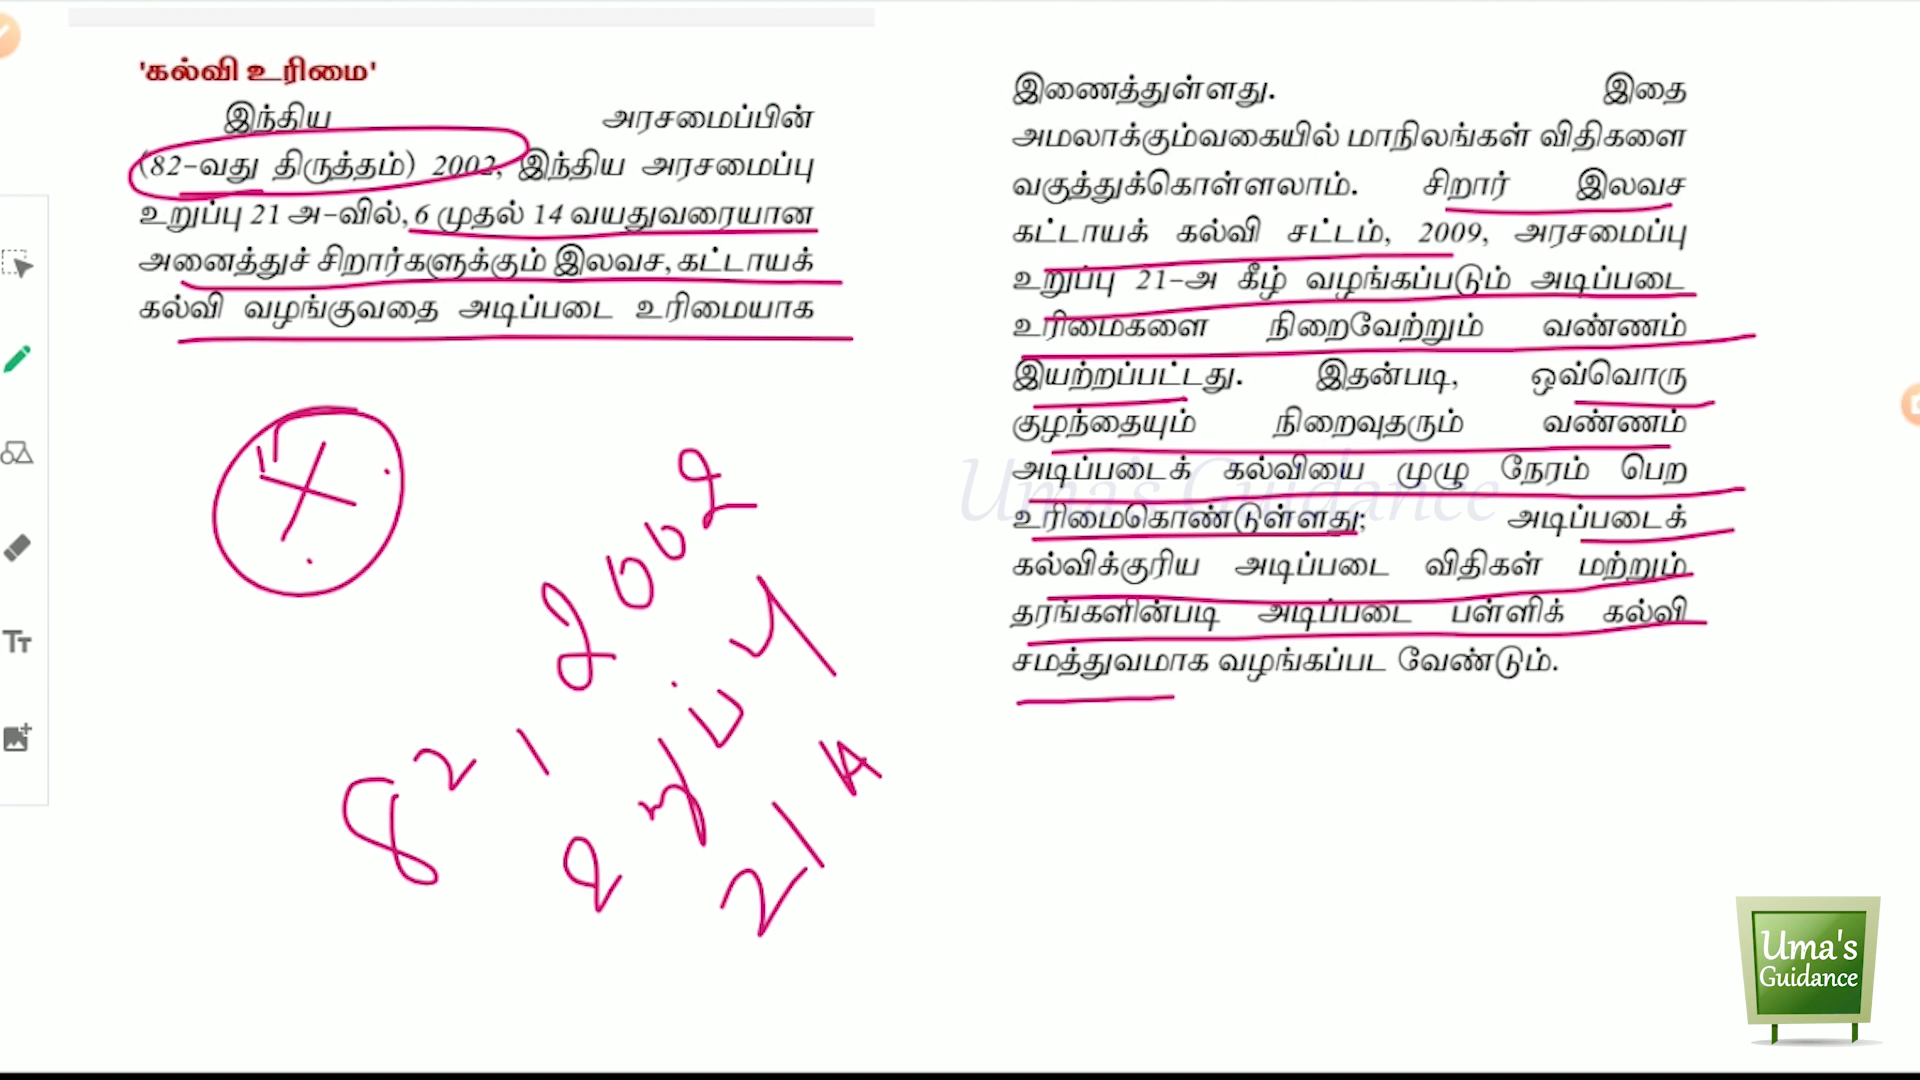 'கல்வி உரிமை'
இந்திய அரசமைப்பின்
(82-வது திருத்தம்) 2002, இந்திய அரசமைப்பு
உறுப்பு 21 அ-வில், 6 முதல் 14 வயதுவரையான
அனைத்துச் சிறார்களுக்கும் இலவச, கட்டாயக்
கல்வி வழங்குவதை அடிப்படை உரிமையாக
இணைத்துள்ளது. இதை
அமலாக்கும்வகையில் மாநிலங்கள் விதிகளை
வகுத்துக்கொள்ளலாம். சிறார் இலவச
கட்டாயக் கல்வி சட்டம், 2009, அரசமைப்பு
உறுப்பு 21-அ கீழ் வழங்கப்படும் அடிப்படை
உரிமைகளை நிறைவேற்றும் வண்ணம்
இயற்றப்பட்டது. இதன்படி, ஒவ்வொரு
குழந்தையும் நிறைவுதரும் வண்ணம்
அடிப்படைக் கல்வியை முழு நேரம் பெற
உரிமைகொண்டுள்ளது; அடிப்படைக்
கல்விக்குரிய அடிப்படை விதிகள் மற்றும்
தரங்களின்படி அடிப்படை பள்ளிக் கல்வி
சமத்துவமாக வழங்கப்பட வேண்டும்.
Uma's Guidance
2002
82
21A
TT
Uma's
Guidance